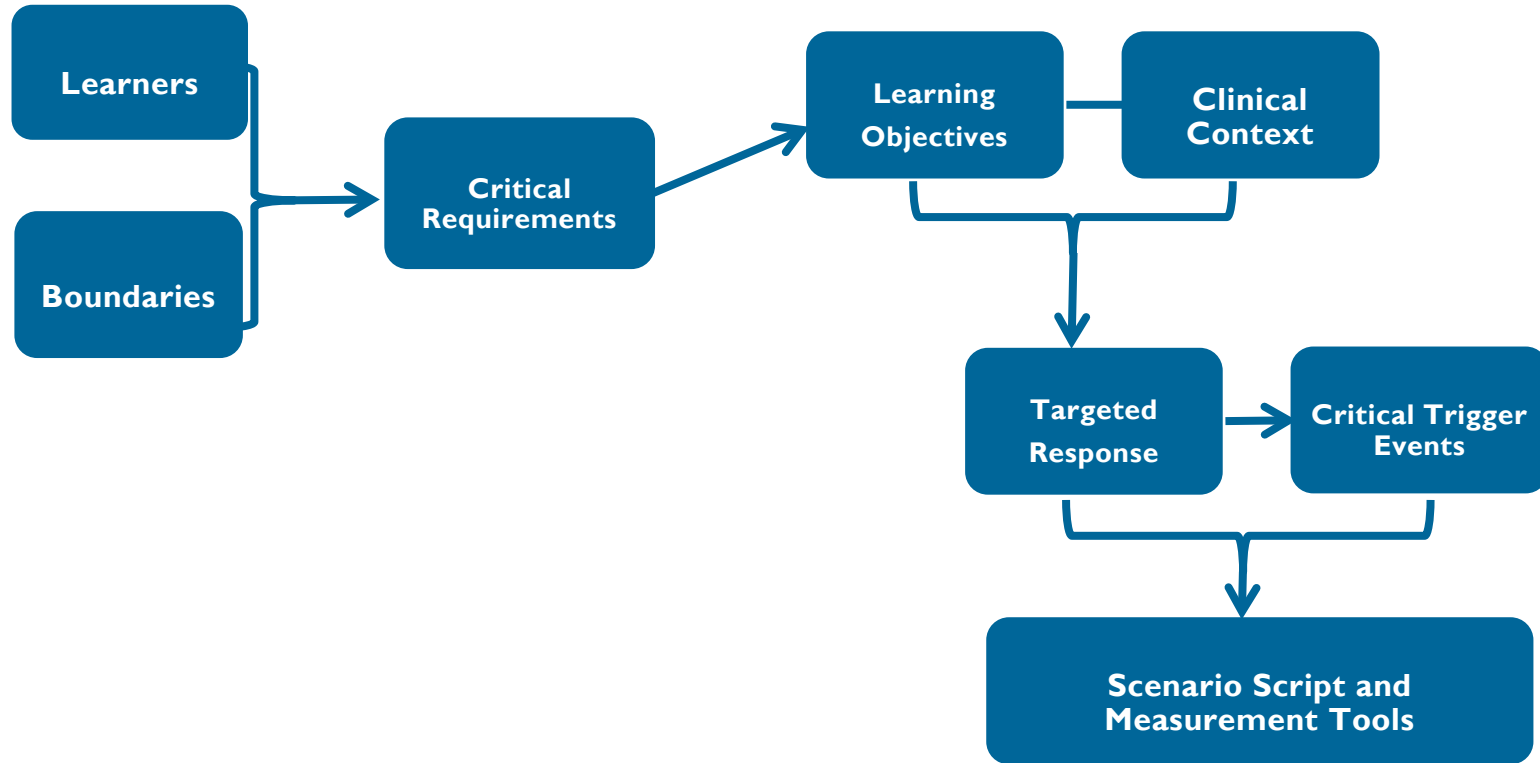 Learners
Boundaries
Critical
Requirements
Learning
Objectives
Clinical
Context
Targeted
Response
Critical Trigger
Events
Scenario Script and
Measurement Tools